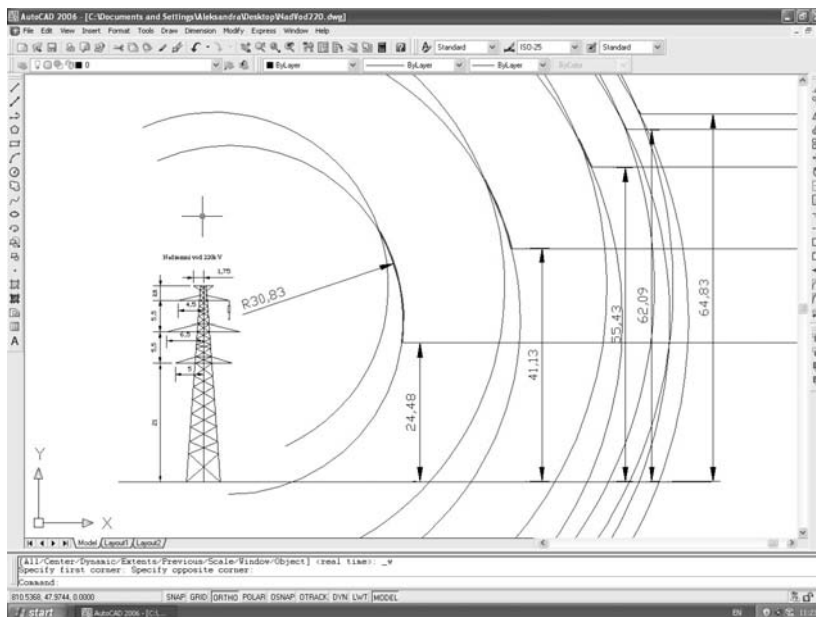 AutoCAD 2006 - [C:\Documents and Settings\Aleksandra\Desktop\NadVod220.dwg]
File Edit View Insert Format Tools Draw Dimension Modify Express Window Help
Standard ISO-25 Standard
0 ByLayer ByLayer ByLayer ByColor
Nadzemni vod 220kV
1,75
R30,83
4,5
5,5
6,5
5,5
5
21
24,48
41,13
55,43
62,09
64,83
Y
X
Model Layout1 Layout2
[All/Center/Dynamic/Extents/Previous/Scale/Window/Object] <real time>: _w
Specify first corner: Specify opposite corner:
Command:
810.5368, 47.9744, 0.0000 SNAP GRID ORTHO POLAR OSNAP OTRACK DYN LWT MODEL
start AutoCAD 2006 - [C:\... EN